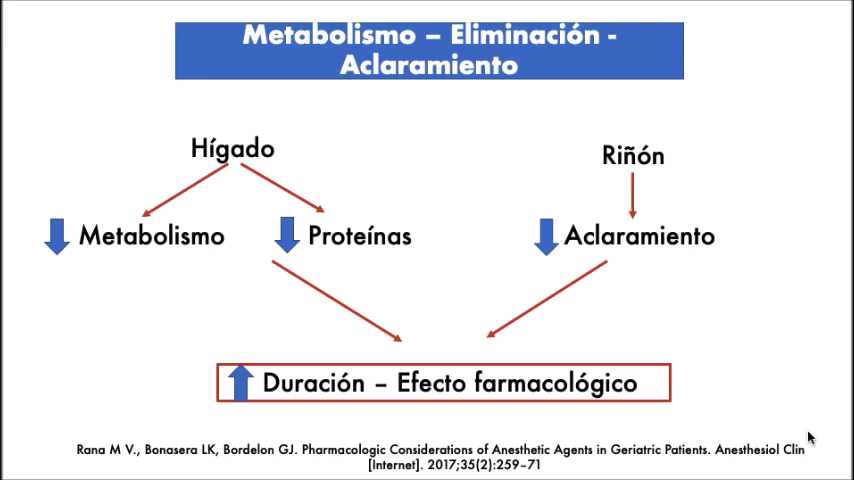 Metabolismo – Eliminación -
Aclaramiento
Hígado
Riñón
Metabolismo
Proteínas
Aclaramiento
Duración – Efecto farmacológico
Rana M V., Bonasera LK, Bordelon GJ. Pharmacologic Considerations of Anesthetic Agents in Geriatric Patients. Anesthesiol Clin
[Internet]. 2017;35(2):259–71